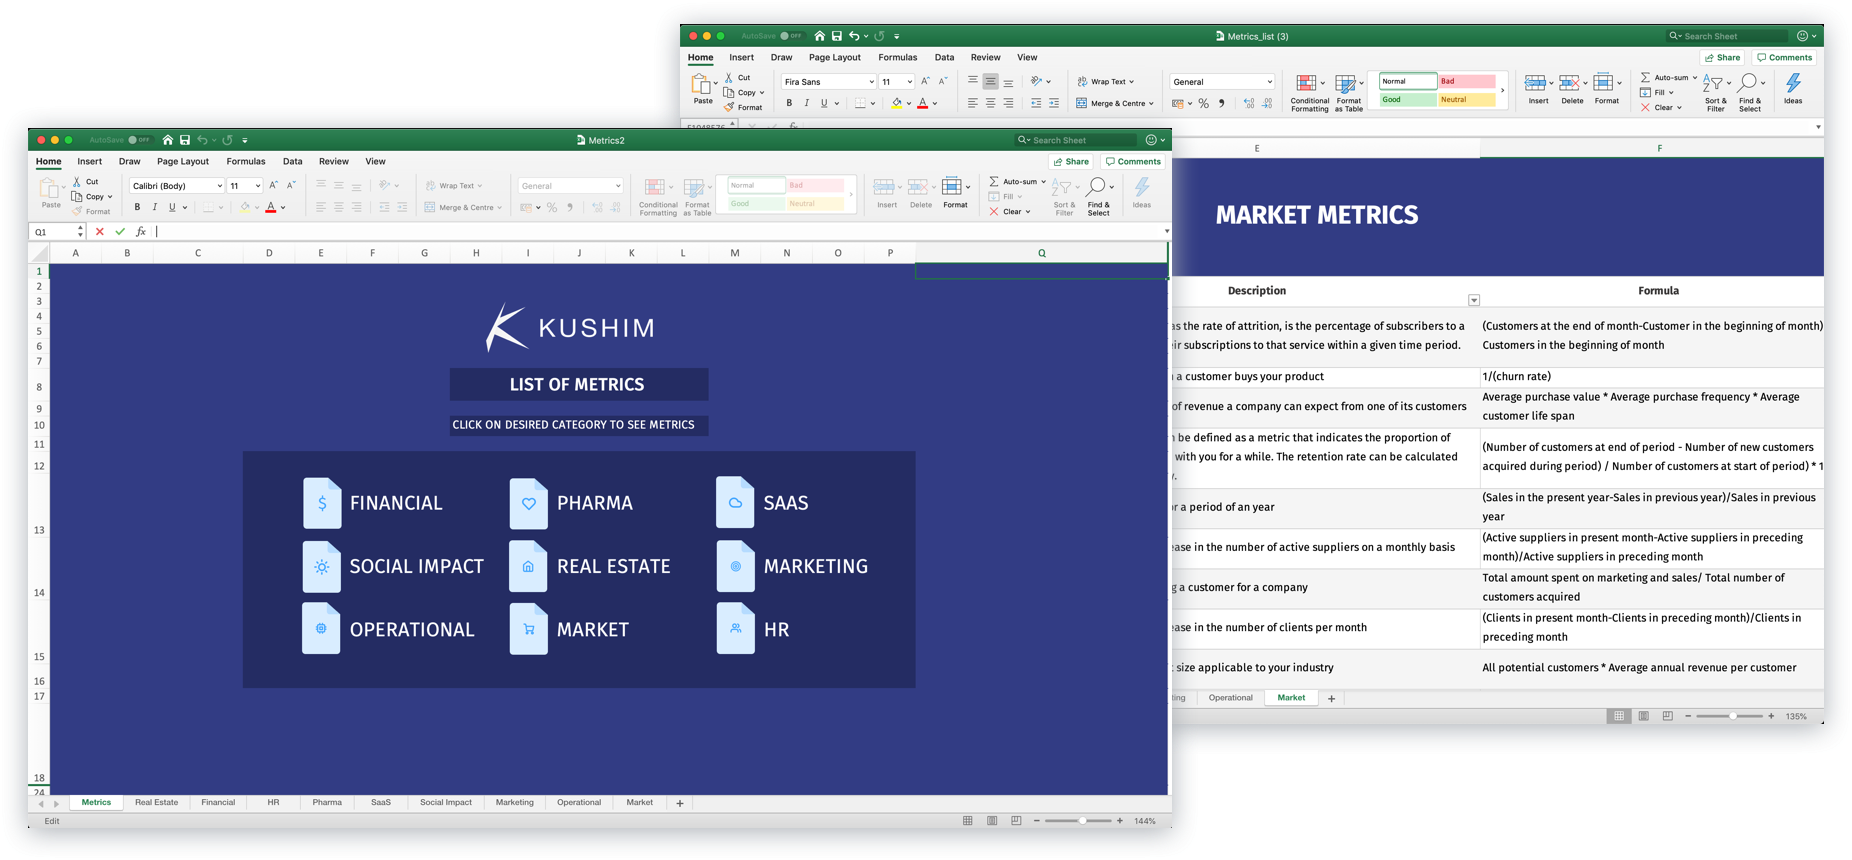 AutoSave OFF
Metrics_list (3)
Search Sheet
Home Insert Draw Page Layout Formulas Data Review View
Share Comments
Paste
Cut
Copy
Format
Fira Sans 11
B I U
Wrap Text
Merge & Centre
General
Conditional Formatting
Format as Table
Normal Bad
Good Neutral
Insert Delete Format
Auto-sum
Fill
Clear
Sort & Filter
Find & Select
Ideas
E F
MARKET METRICS
Description Formula
as the rate of attrition, is the percentage of subscribers to a
ir subscriptions to that service within a given time period.
(Customers at the end of month-Customer in the beginning of month)
Customers in the beginning of month
a customer buys your product
1/(churn rate)
of revenue a company can expect from one of its customers
Average purchase value * Average purchase frequency * Average
customer life span
be defined as a metric that indicates the proportion of
with you for a while. The retention rate can be calculated
y.
(Number of customers at end of period - Number of new customers
acquired during period) / Number of customers at start of period) * 1
r a period of an year
(Sales in the present year-Sales in previous year)/Sales in previous
year
ease in the number of active suppliers on a monthly basis
(Active suppliers in present month-Active suppliers in preceding
month)/Active suppliers in preceding month
g a customer for a company
Total amount spent on marketing and sales/ Total number of
customers acquired
ease in the number of clients per month
(Clients in present month-Clients in preceding month)/Clients in
preceding month
size applicable to your industry
All potential customers * Average annual revenue per customer
ing Operational Market +
135%
AutoSave OFF
Metrics2
Search Sheet
Home Insert Draw Page Layout Formulas Data Review View
Share Comments
Paste
Cut
Copy
Format
Calibri (Body) 11
B I U
Wrap Text
Merge & Centre
General
Conditional Formatting
Format as Table
Normal Bad
Good Neutral
Insert Delete Format
Auto-sum
Fill
Clear
Sort & Filter
Find & Select
Ideas
Q1 fx
A B C D E F G H I J K L M N O P Q
1
2
3
4
5
6
7
8
9
10
11
12
13
14
15
16
17
18
24
KUSHIM
LIST OF METRICS
CLICK ON DESIRED CATEGORY TO SEE METRICS
FINANCIAL PHARMA SAAS
SOCIAL IMPACT REAL ESTATE MARKETING
OPERATIONAL MARKET HR
Metrics Real Estate Financial HR Pharma SaaS Social Impact Marketing Operational Market +
Edit
144%